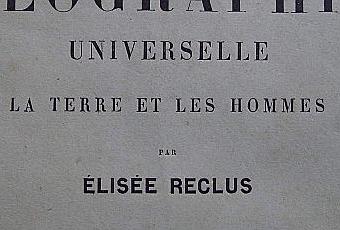 UNIVERSELLE
LA TERRE ET LES HOMMES
PAR
ÉLISÉE RECLUS